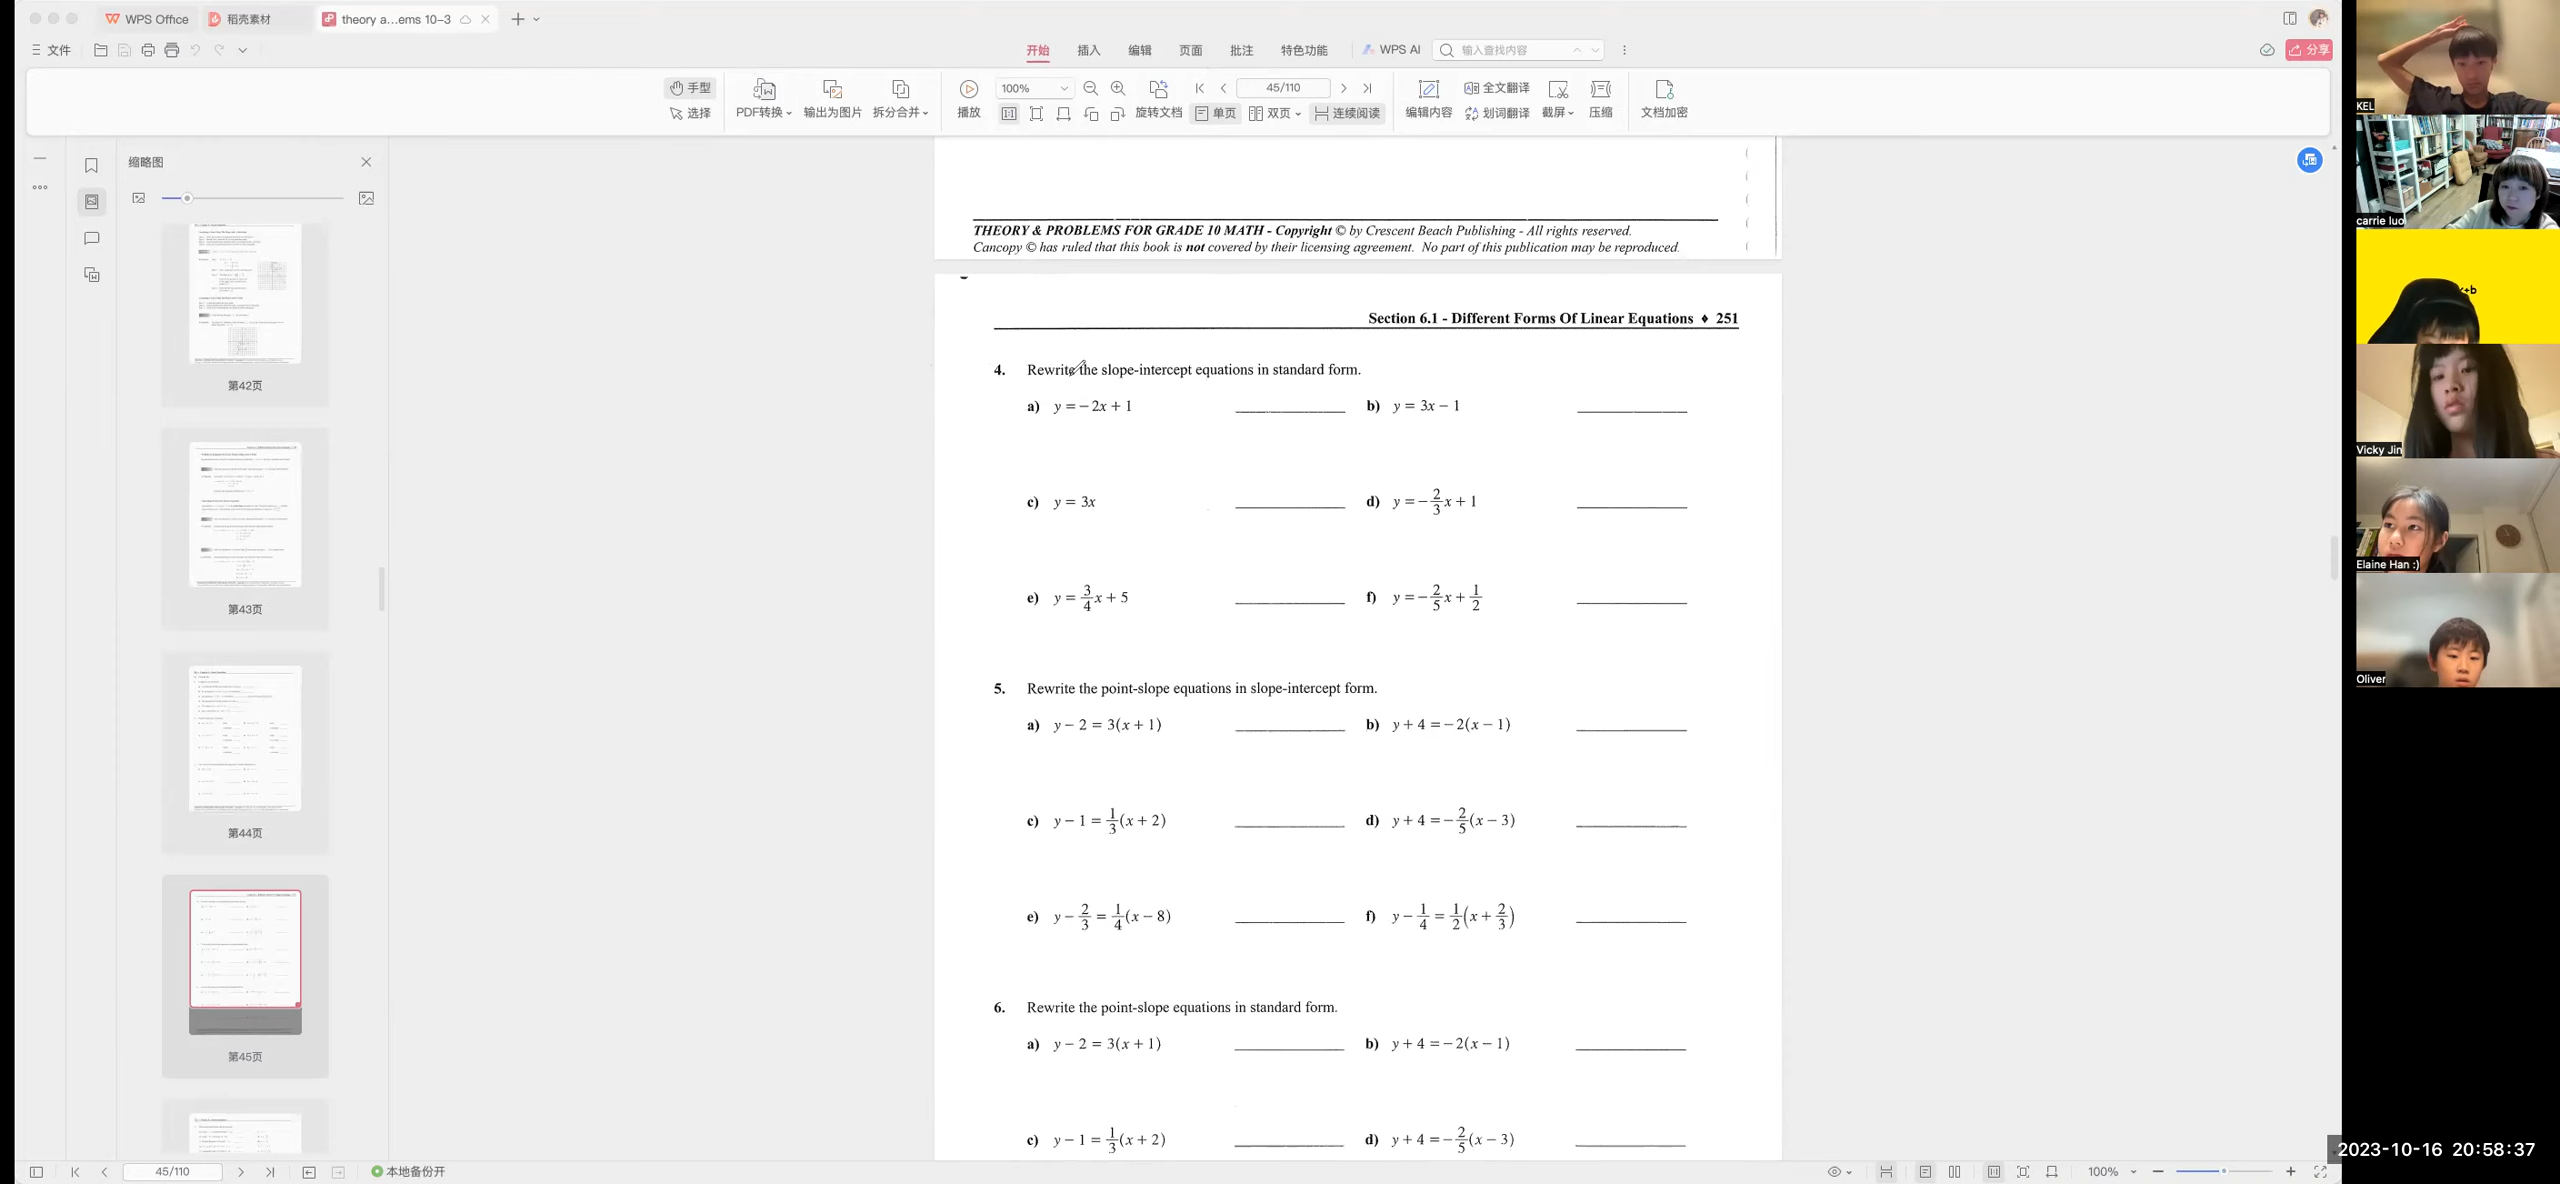 WPS Office
稻壳素材
theory a...ems 10–3
文件
开始
插入
编辑
页面
批注
特色功能
WPS AI
输入查找内容
分享
手型
选择
PDF转换
输出为图片
拆分合并
播放
100%
旋转文档
45/110
单页
双页
连续阅读
编辑内容
全文翻译
划词翻译
截屏
压缩
文档加密
缩略图
第42页
第43页
第44页
第45页
THEORY & PROBLEMS FOR GRADE 10 MATH - Copyright © by Crescent Beach Publishing - All rights reserved.
Cancopy © has ruled that this book is not covered by their licensing agreement. No part of this publication may be reproduced.
Section 6.1 - Different Forms Of Linear Equations ♦ 251
4. Rewrite the slope-intercept equations in standard form.
a) y = − 2x + 1
b) y = 3x − 1
c) y = 3x
d) y = − 2/3 x + 1
e) y = 3/4 x + 5
f) y = − 2/5 x + 1/2
5. Rewrite the point-slope equations in slope-intercept form.
a) y − 2 = 3(x + 1)
b) y + 4 = − 2(x − 1)
c) y − 1 = 1/3 (x + 2)
d) y + 4 = − 2/5 (x − 3)
e) y − 2/3 = 1/4 (x − 8)
f) y − 1/4 = 1/2 (x + 2/3)
6. Rewrite the point-slope equations in standard form.
a) y − 2 = 3(x + 1)
b) y + 4 = − 2(x − 1)
c) y − 1 = 1/3 (x + 2)
d) y + 4 = − 2/5 (x − 3)
45/110
本地备份开
100%
KEL
carrie luo
+b
Vicky Jin
Elaine Han :)
Oliver
2023-10-16 20:58:37